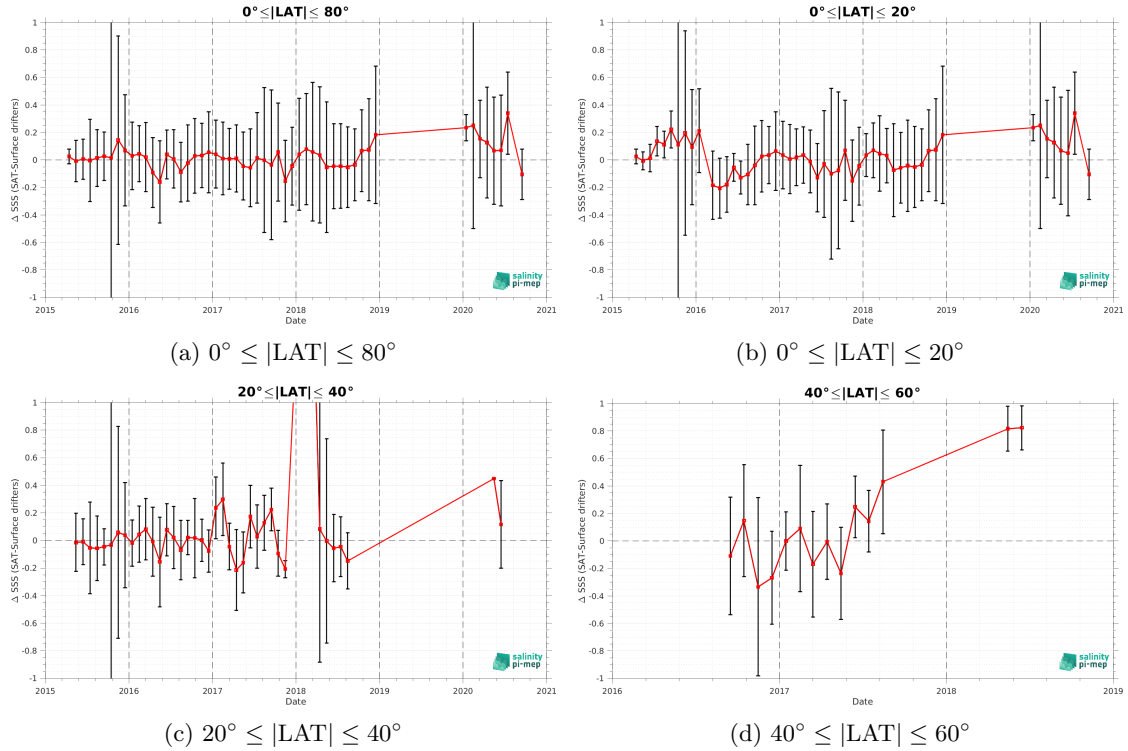 0°≤|LAT|≤ 80°
1
0.8
0.6
0.4
0.2
0
-0.2
-0.4
-0.6
-0.8
-1
Δ SSS (SAT-Surface drifters)
2015 2016 2017 2018 2019 2020 2021
Date
salinity
pi-mep
(a) 0° ≤ |LAT| ≤ 80°
0°≤|LAT|≤ 20°
1
0.8
0.6
0.4
0.2
0
-0.2
-0.4
-0.6
-0.8
-1
Δ SSS (SAT-Surface drifters)
2015 2016 2017 2018 2019 2020 2021
Date
salinity
pi-mep
(b) 0° ≤ |LAT| ≤ 20°
20°≤|LAT|≤ 40°
1
0.8
0.6
0.4
0.2
0
-0.2
-0.4
-0.6
-0.8
-1
Δ SSS (SAT-Surface drifters)
2015 2016 2017 2018 2019 2020 2021
Date
salinity
pi-mep
(c) 20° ≤ |LAT| ≤ 40°
40°≤|LAT|≤ 60°
1
0.8
0.6
0.4
0.2
0
-0.2
-0.4
-0.6
-0.8
-1
Δ SSS (SAT-Surface drifters)
2016 2017 2018 2019
Date
salinity
pi-mep
(d) 40° ≤ |LAT| ≤ 60°